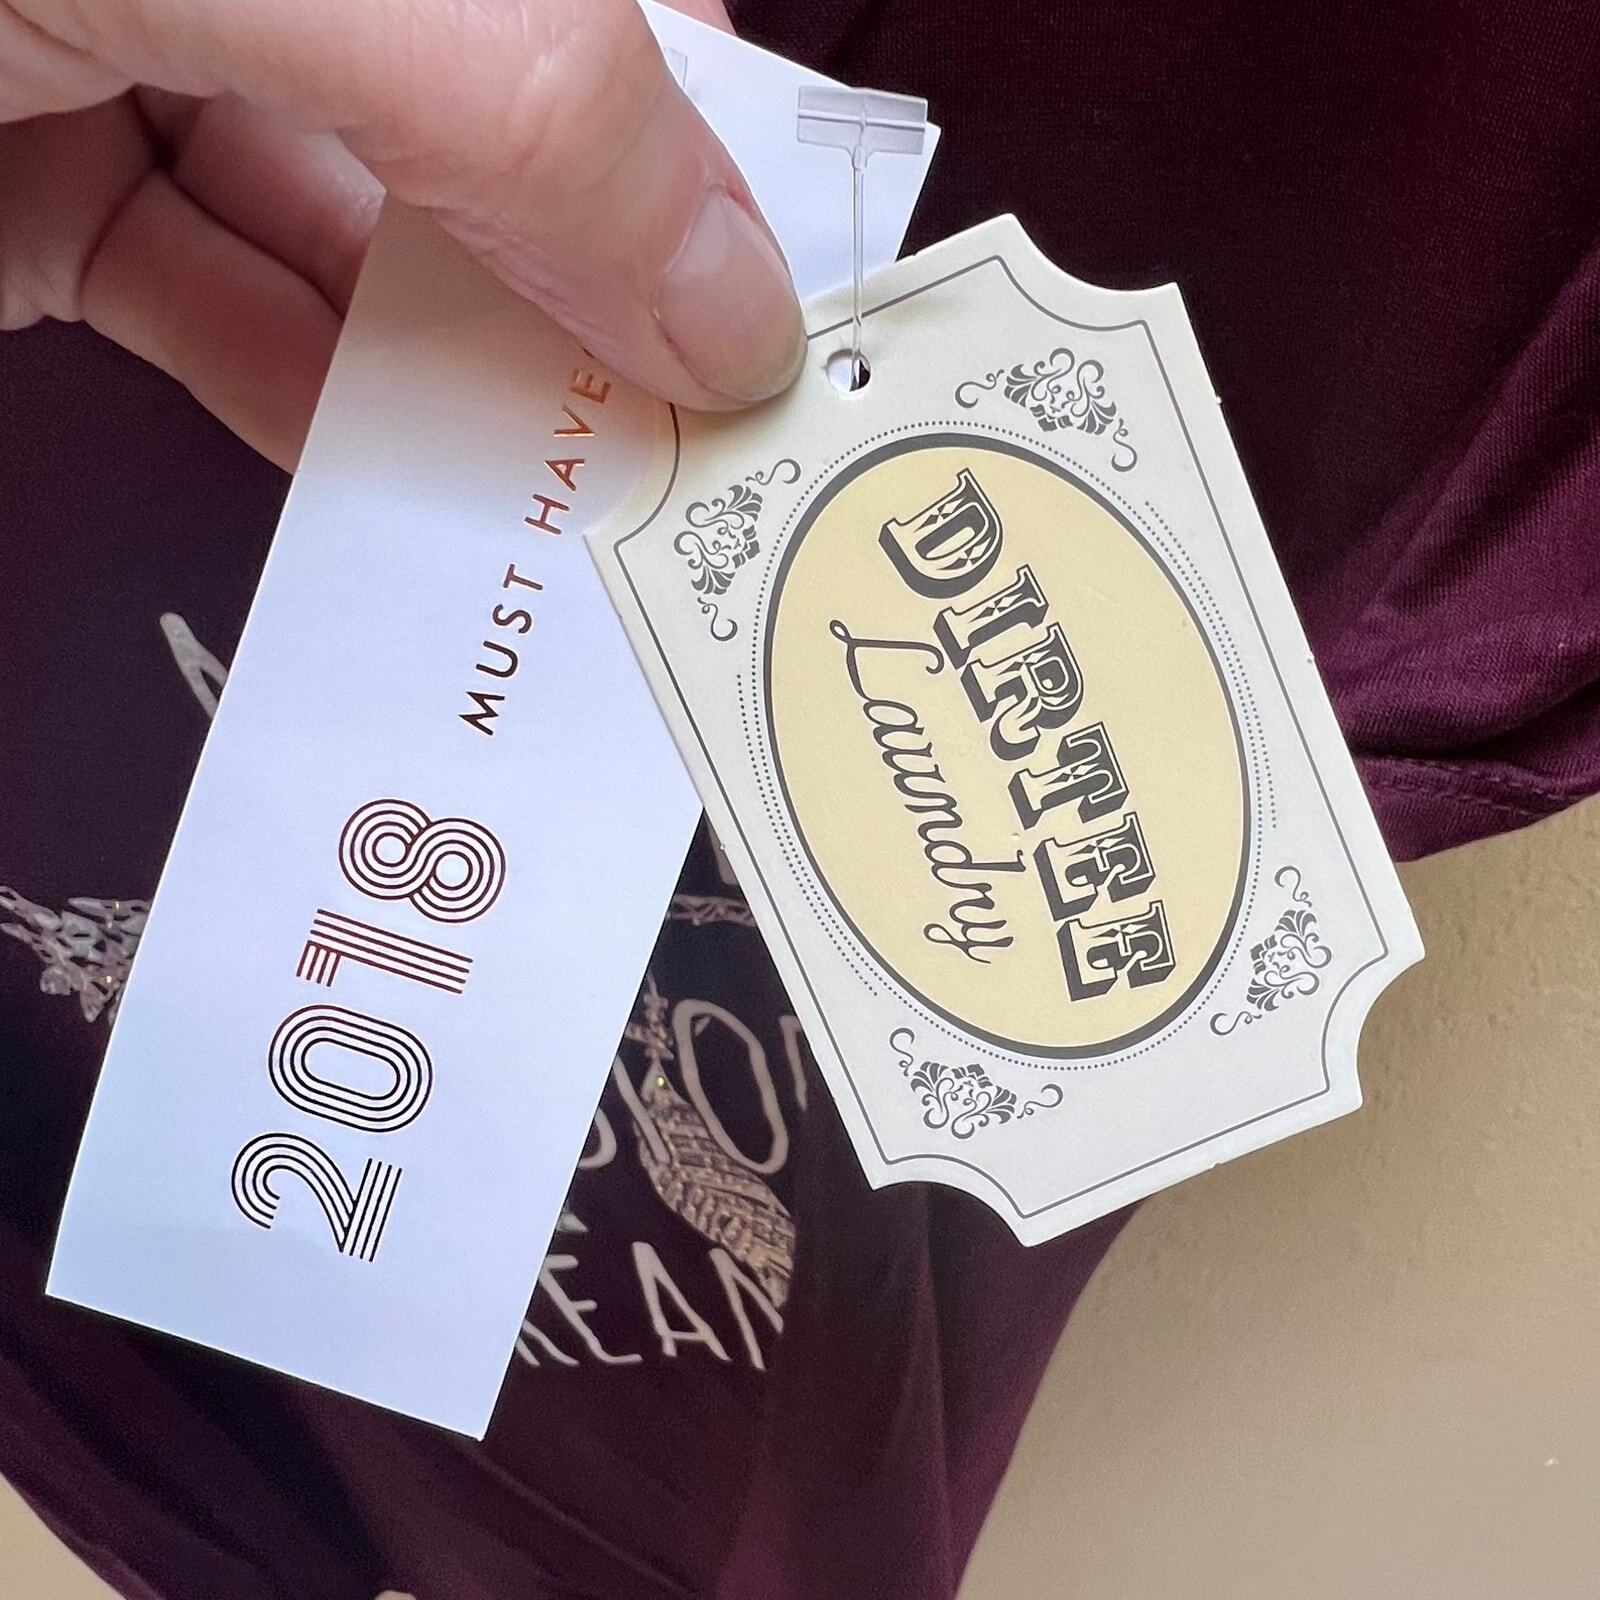 2018 MUST HAVE
DIRTEE
Laundry